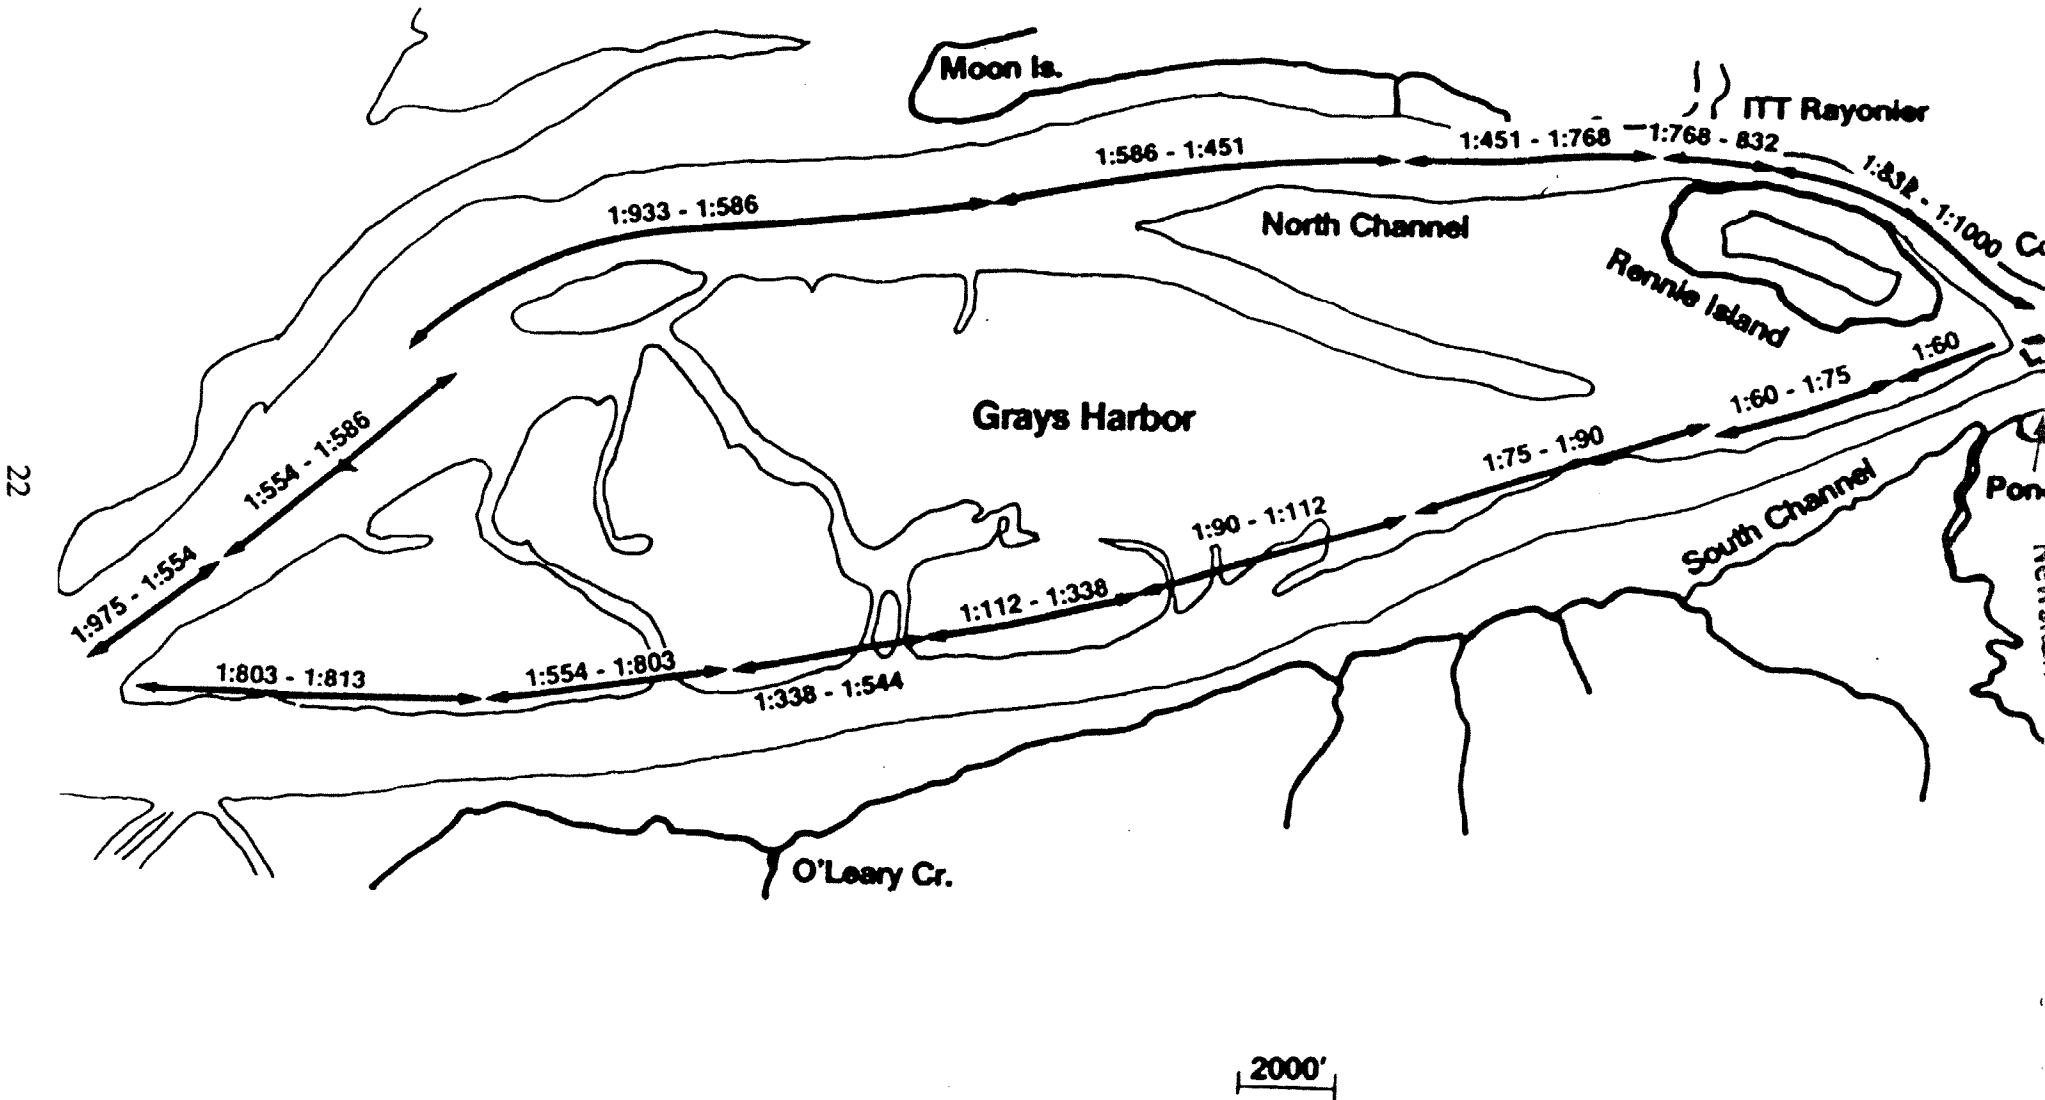 Moon Is.
ITT Rayonier
1:586 - 1:451
1:451 - 1:768
1:768 - 832
1:832 - 1:1000
1:933 - 1:586
North Channel
Rennie Island
1:60
1:60 - 1:75
Grays Harbor
1:554 - 1:586
1:75 - 1:90
22
South Channel
1:90 - 1:112
1:975 - 1:554
1:112 - 1:338
1:803 - 1:813
1:554 - 1:803
1:338 - 1:544
O'Leary Cr.
2000'